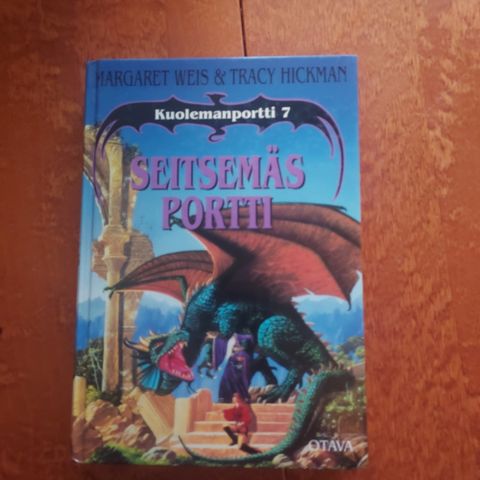 MARGARET WEIS & TRACY HICKMAN
Kuolemanportti 7
SEITSEMÄS
PORTTI
OTAVA